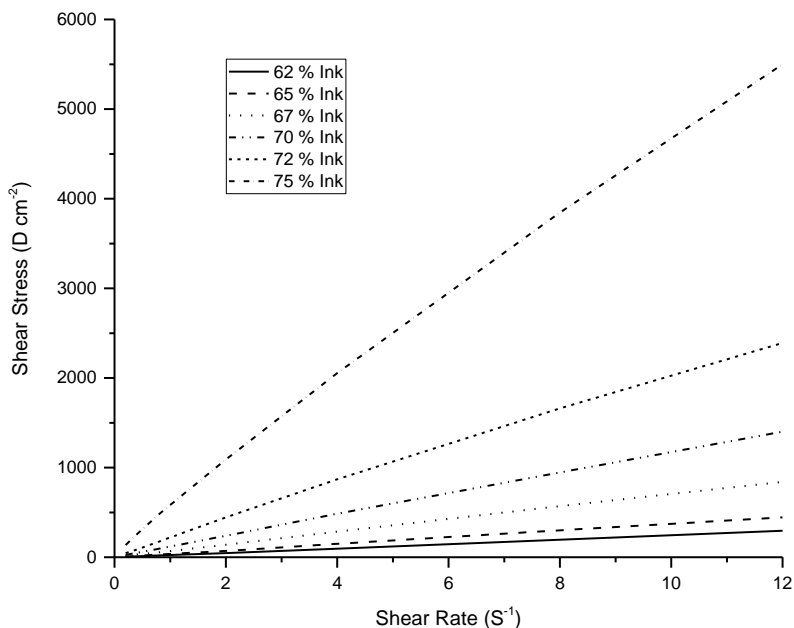 6000
5000
4000
3000
2000
1000
0
Shear Stress (D cm-2)
62 % Ink
65 % Ink
67 % Ink
70 % Ink
72 % Ink
75 % Ink
0 2 4 6 8 10 12
Shear Rate (S-1)